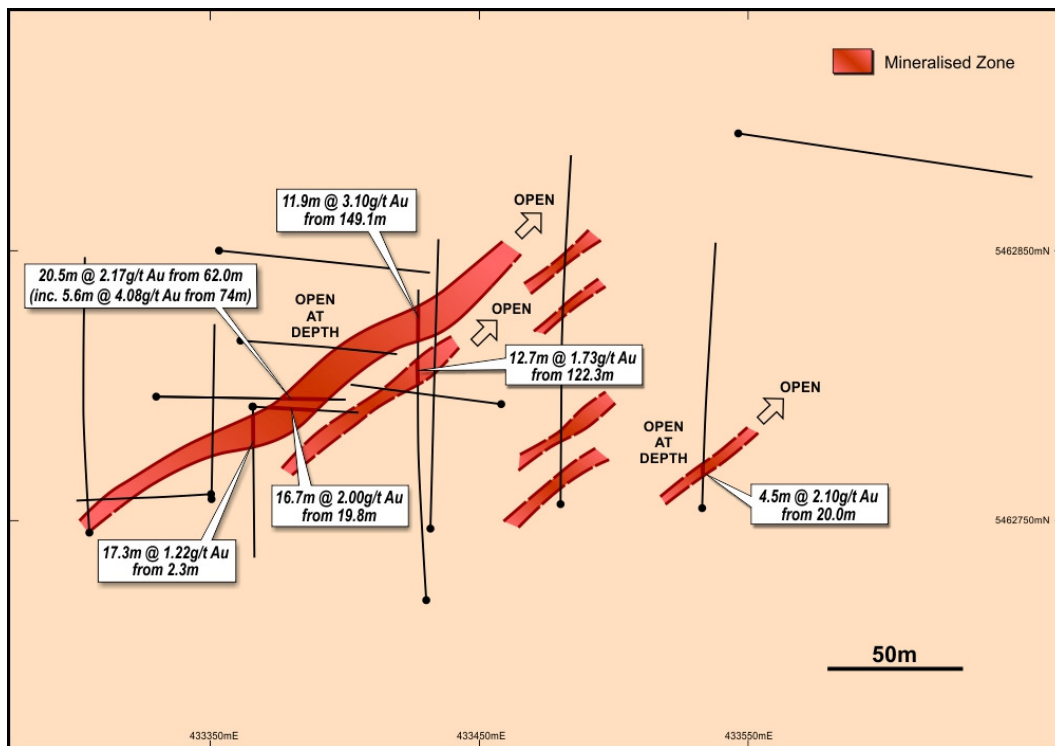 Mineralised Zone
11.9m @ 3.10g/t Au
from 149.1m
OPEN
5462850mN
20.5m @ 2.17g/t Au from 62.0m
(inc. 5.6m @ 4.08g/t Au from 74m)
OPEN
AT
DEPTH
OPEN
12.7m @ 1.73g/t Au
from 122.3m
OPEN
OPEN
AT
DEPTH
16.7m @ 2.00g/t Au
from 19.8m
4.5m @ 2.10g/t Au
from 20.0m
5462750mN
17.3m @ 1.22g/t Au
from 2.3m
50m
433350mE
433450mE
433550mE